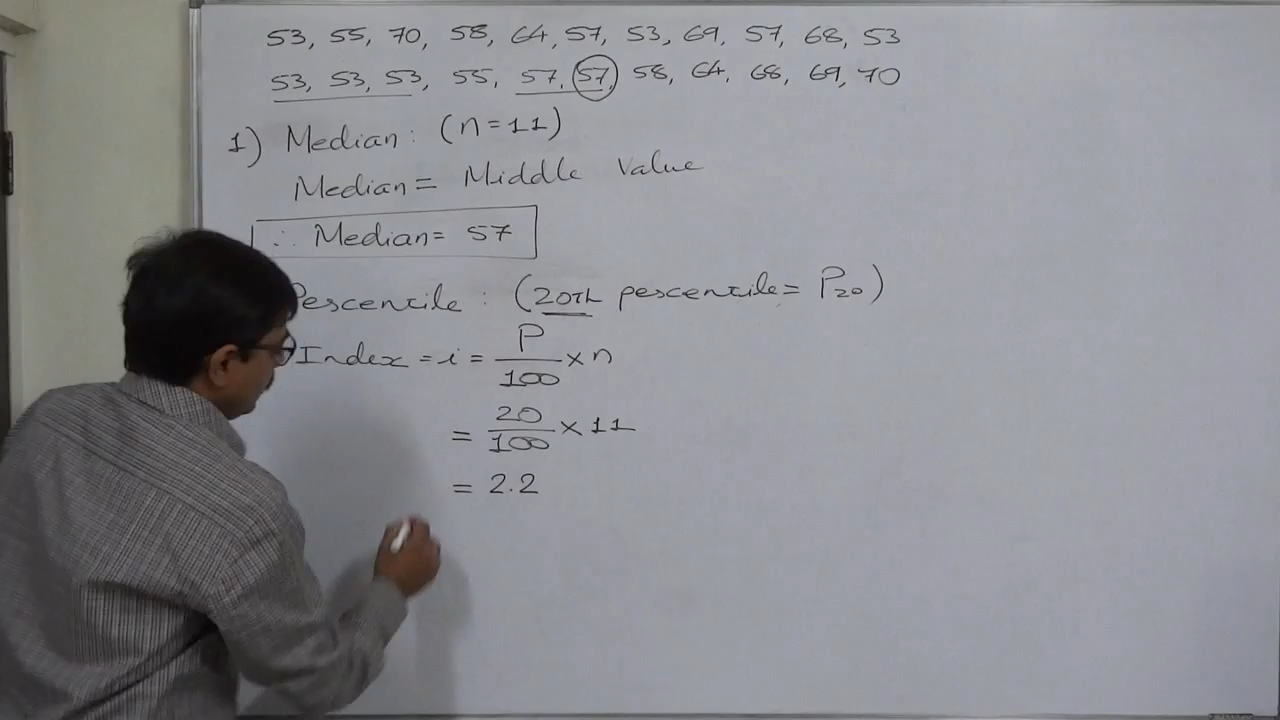 53, 55, 70, 58, 64, 57, 53, 69, 57, 68, 53
53, 53, 53, 55, 57, 57, 58, 64, 68, 69, 70
1) Median: (n=11)
Median= Middle Value
∴ Median= 57
Percentile: (20th percentile= P₂₀)
Index = i = P/100 × n
= 20/100 × 11
= 2.2